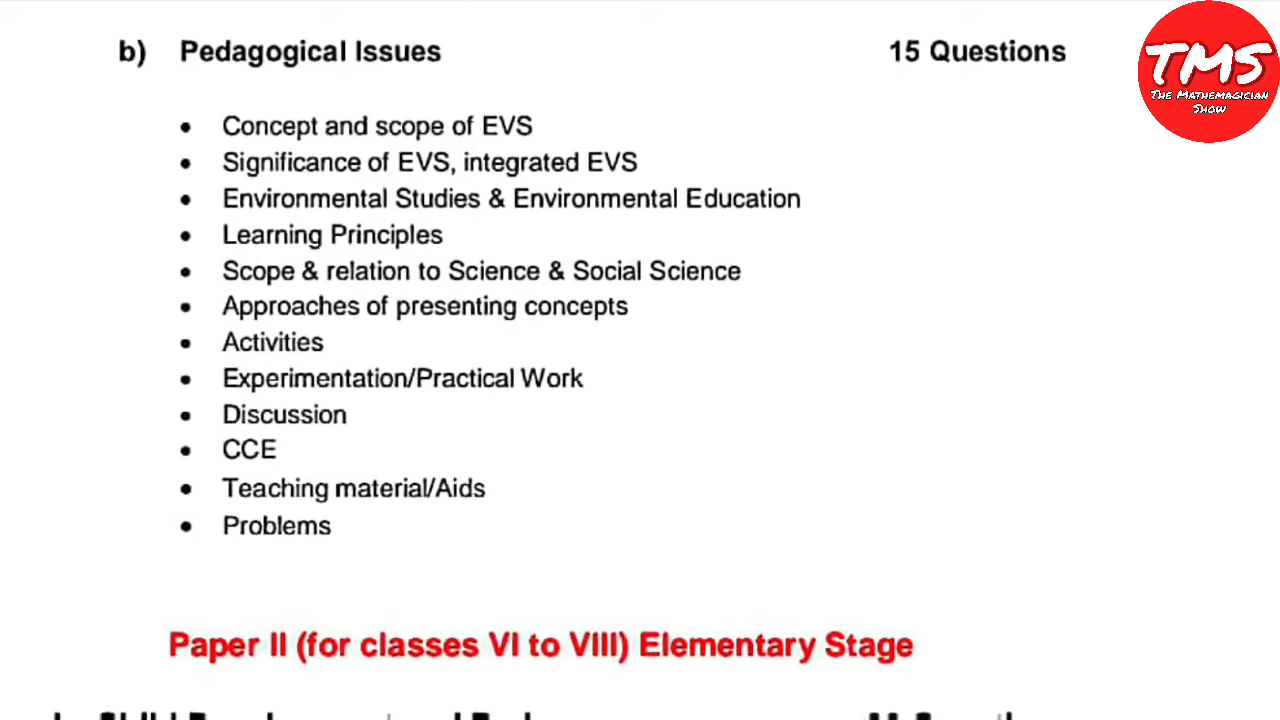 b) Pedagogical Issues 15 Questions
TMS
The Mathemagician
Show
• Concept and scope of EVS
• Significance of EVS, integrated EVS
• Environmental Studies & Environmental Education
• Learning Principles
• Scope & relation to Science & Social Science
• Approaches of presenting concepts
• Activities
• Experimentation/Practical Work
• Discussion
• CCE
• Teaching material/Aids
• Problems
Paper II (for classes VI to VIII) Elementary Stage